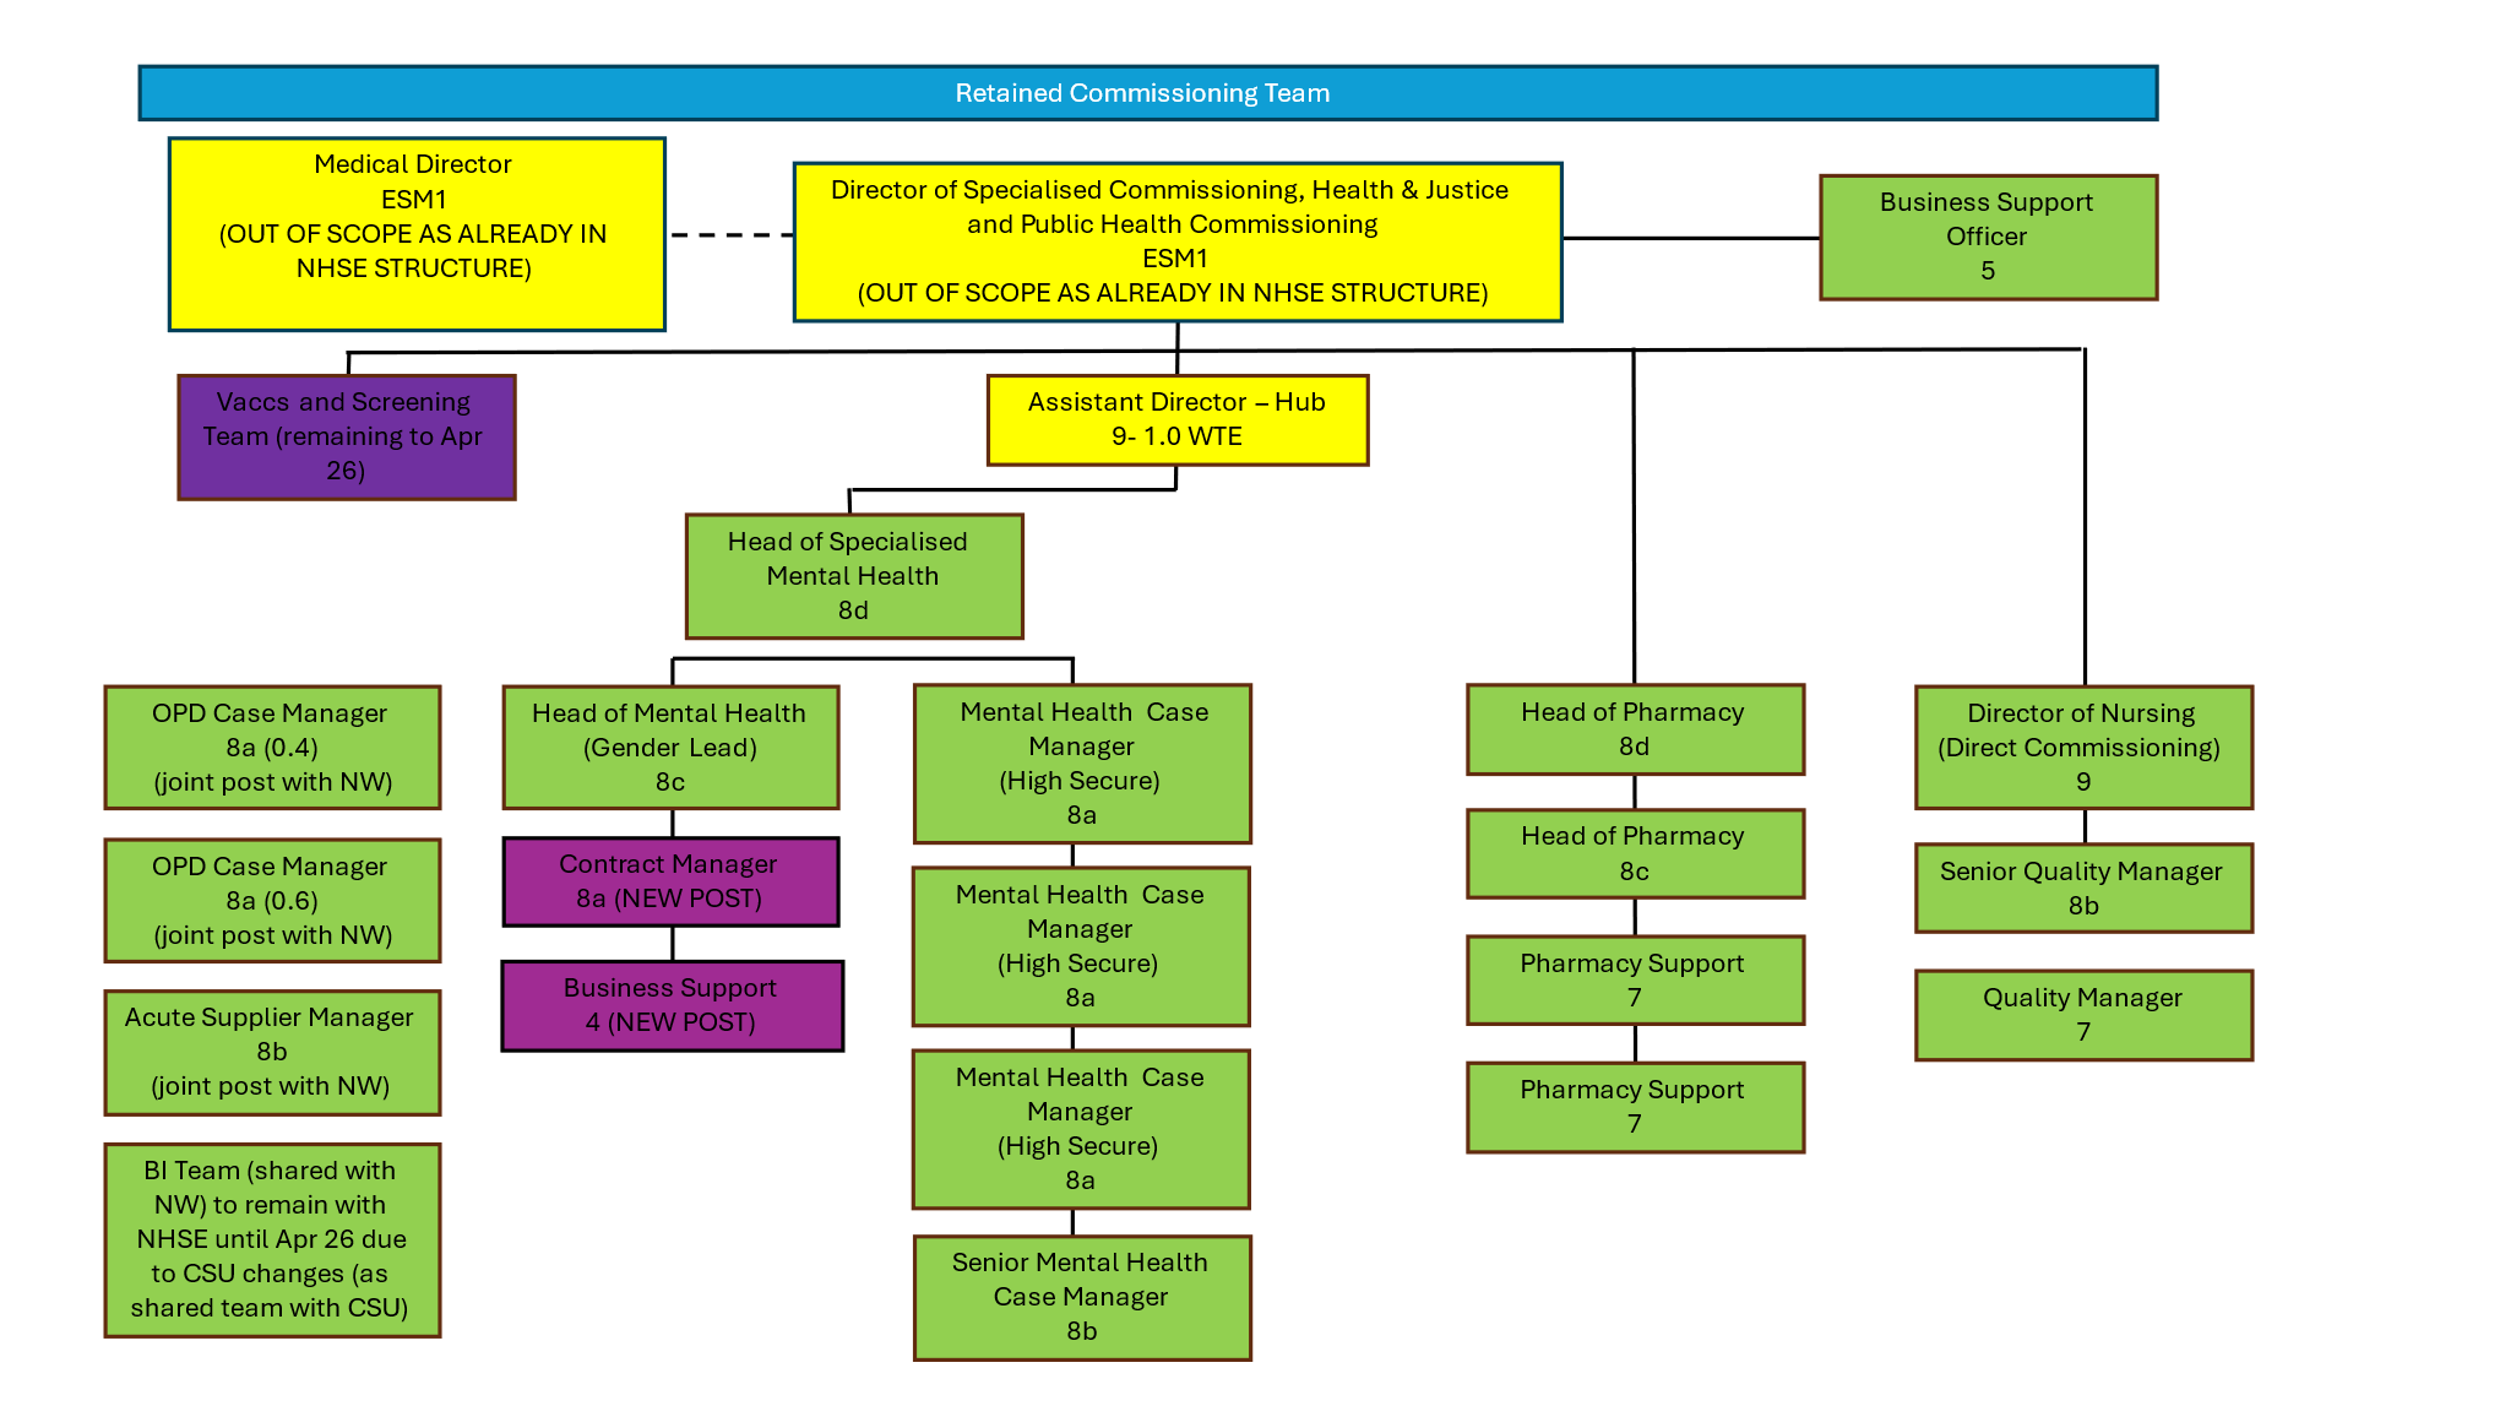 Retained Commissioning Team
Medical Director
ESM1
(OUT OF SCOPE AS ALREADY IN
NHSE STRUCTURE)
Director of Specialised Commissioning, Health & Justice
and Public Health Commissioning
ESM1
(OUT OF SCOPE AS ALREADY IN NHSE STRUCTURE)
Business Support
Officer
5
Vaccs and Screening
Team (remaining to Apr
26)
Assistant Director – Hub
9- 1.0 WTE
Head of Specialised
Mental Health
8d
OPD Case Manager
8a (0.4)
(joint post with NW)
OPD Case Manager
8a (0.6)
(joint post with NW)
Acute Supplier Manager
8b
(joint post with NW)
BI Team (shared with
NW) to remain with
NHSE until Apr 26 due
to CSU changes (as
shared team with CSU)
Head of Mental Health
(Gender Lead)
8c
Contract Manager
8a (NEW POST)
Business Support
4 (NEW POST)
Mental Health  Case
Manager
(High Secure)
8a
Mental Health  Case
Manager
(High Secure)
8a
Mental Health  Case
Manager
(High Secure)
8a
Senior Mental Health
Case Manager
8b
Head of Pharmacy
8d
Head of Pharmacy
8c
Pharmacy Support
7
Pharmacy Support
7
Director of Nursing
(Direct Commissioning)
9
Senior Quality Manager
8b
Quality Manager
7